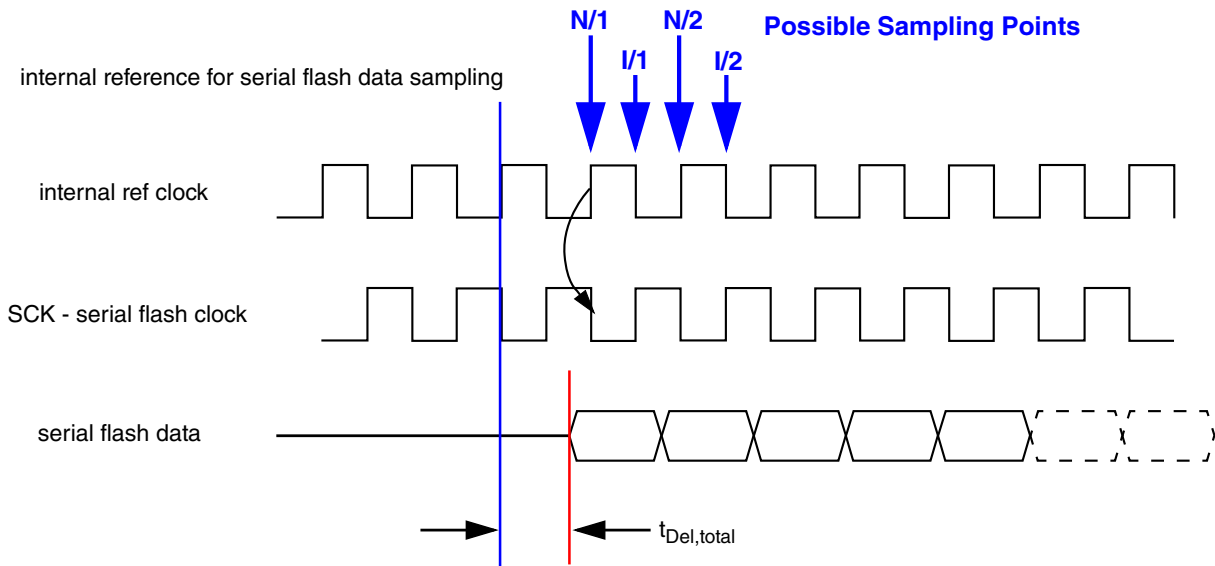 N/1
N/2
Possible Sampling Points
I/1
I/2
internal reference for serial flash data sampling
internal ref clock
SCK - serial flash clock
serial flash data
tDel,total